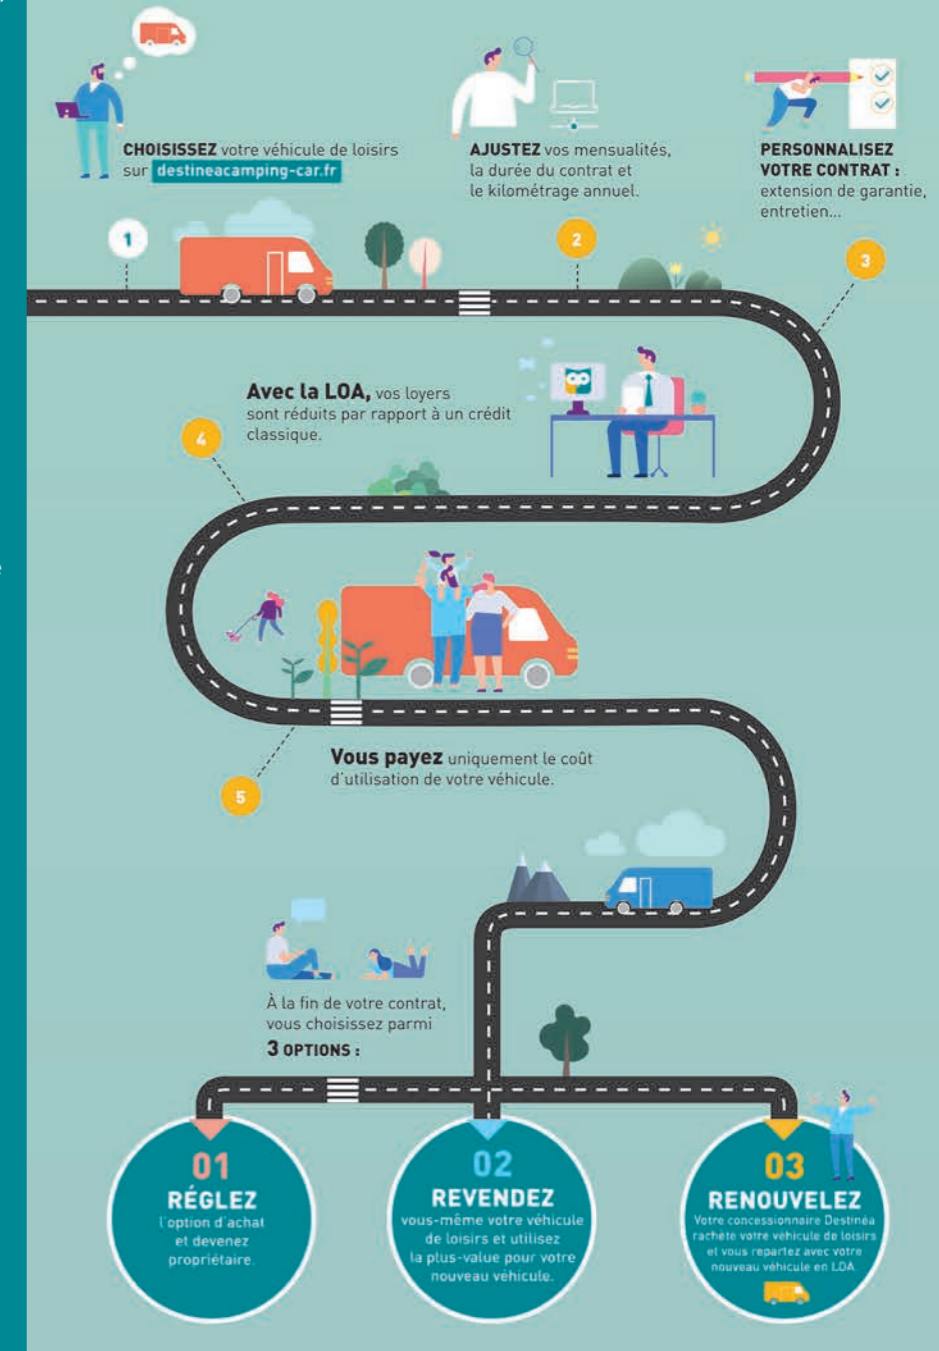 CHOISISSEZ votre véhicule de loisirs
sur destineacamping-car.fr
1
AJUSTEZ vos mensualités,
la durée du contrat et
le kilométrage annuel.
2
PERSONNALISEZ
VOTRE CONTRAT :
extension de garantie,
entretien...
3
Avec la LOA, vos loyers
sont réduits par rapport à un crédit
classique.
4
Vous payez uniquement le coût
d'utilisation de votre véhicule.
5
À la fin de votre contrat,
vous choisissez parmi
3 OPTIONS :
01
RÉGLEZ
l'option d'achat
et devenez
propriétaire.
02
REVENDEZ
vous-même votre véhicule
de loisirs et utilisez
la plus-value pour votre
nouveau véhicule.
03
RENOUVELEZ
Votre concessionnaire Destinéa
rachète votre véhicule de loisirs
et vous repartez avec votre
nouveau véhicule en LOA.